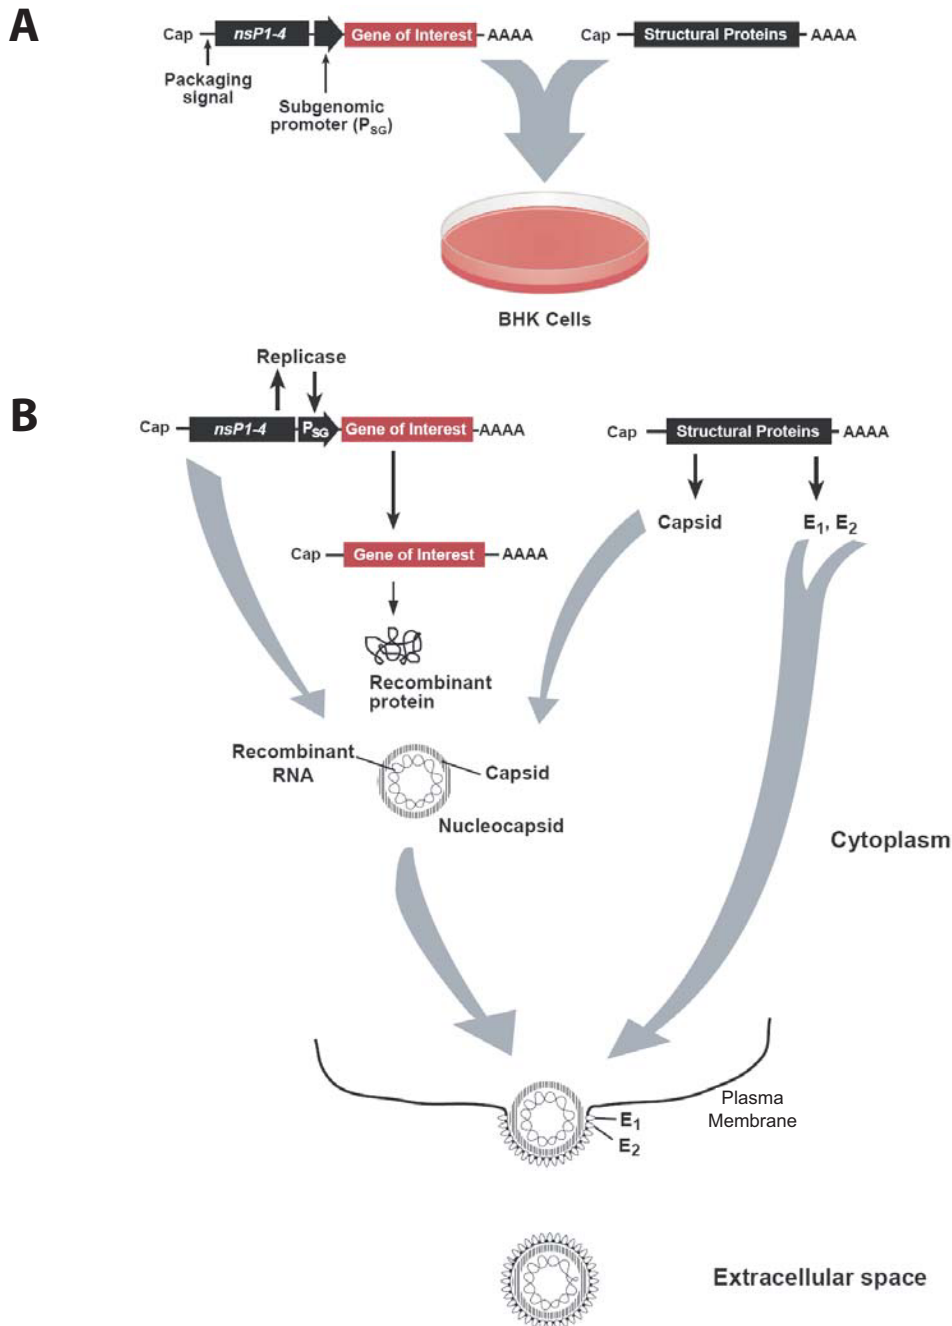 A
Cap nsP1-4 Gene of Interest AAAA Cap Structural Proteins AAAA
Packaging
signal
Subgenomic
promoter (PSG)
BHK Cells
Replicase
B
Cap nsP1-4 PSG Gene of Interest AAAA Cap Structural Proteins AAAA
Capsid E1, E2
Cap Gene of Interest AAAA
Recombinant
protein
Recombinant
RNA
Capsid
Nucleocapsid
Cytoplasm
Plasma
Membrane
E1
E2
Extracellular space